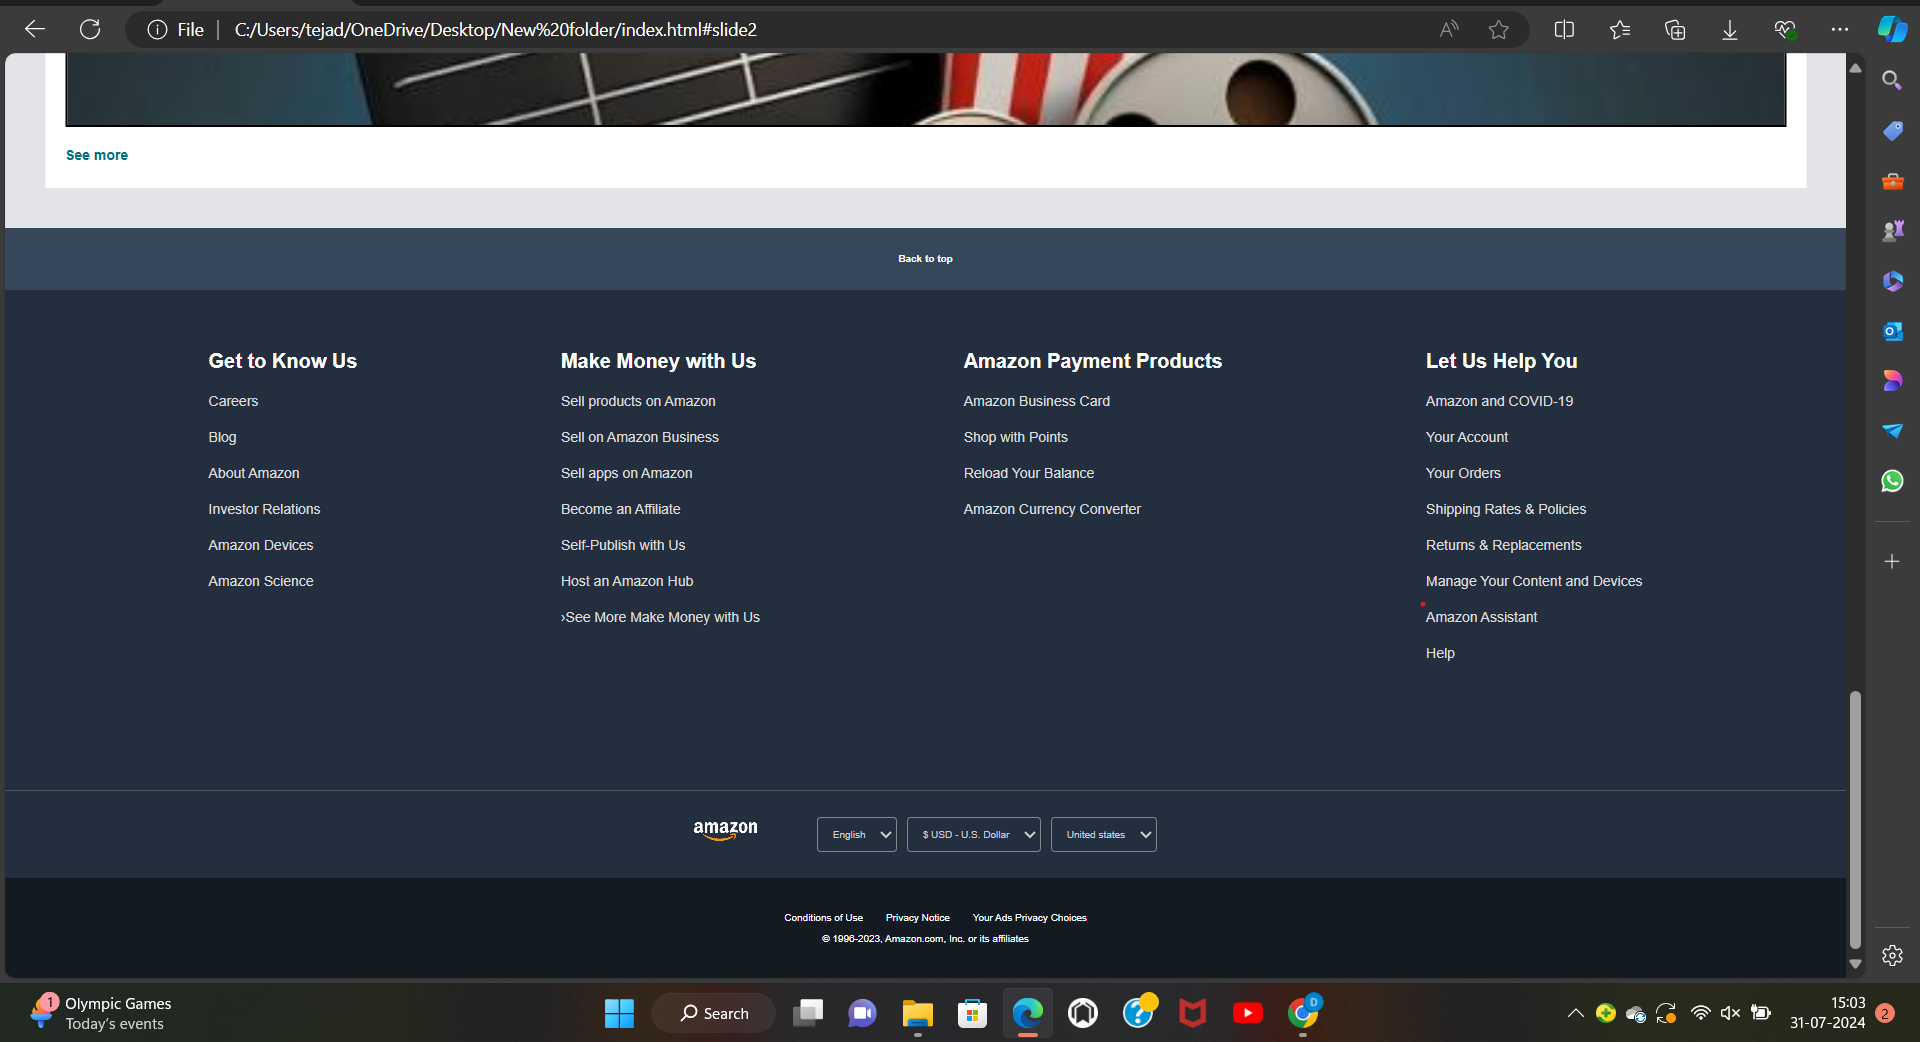 File
C:/Users/tejad/OneDrive/Desktop/New%20folder/index.html#slide2
See more
Back to top
Get to Know Us
Careers
Blog
About Amazon
Investor Relations
Amazon Devices
Amazon Science
Make Money with Us
Sell products on Amazon
Sell on Amazon Business
Sell apps on Amazon
Become an Affiliate
Self-Publish with Us
Host an Amazon Hub
›See More Make Money with Us
Amazon Payment Products
Amazon Business Card
Shop with Points
Reload Your Balance
Amazon Currency Converter
Let Us Help You
Amazon and COVID-19
Your Account
Your Orders
Shipping Rates & Policies
Returns & Replacements
Manage Your Content and Devices
Amazon Assistant
Help
amazon
English
$ USD - U.S. Dollar
United states
Conditions of Use Privacy Notice Your Ads Privacy Choices
© 1996-2023, Amazon.com, Inc. or its affiliates
1
Olympic Games
Today's events
Search
D
15:03
31-07-2024
2